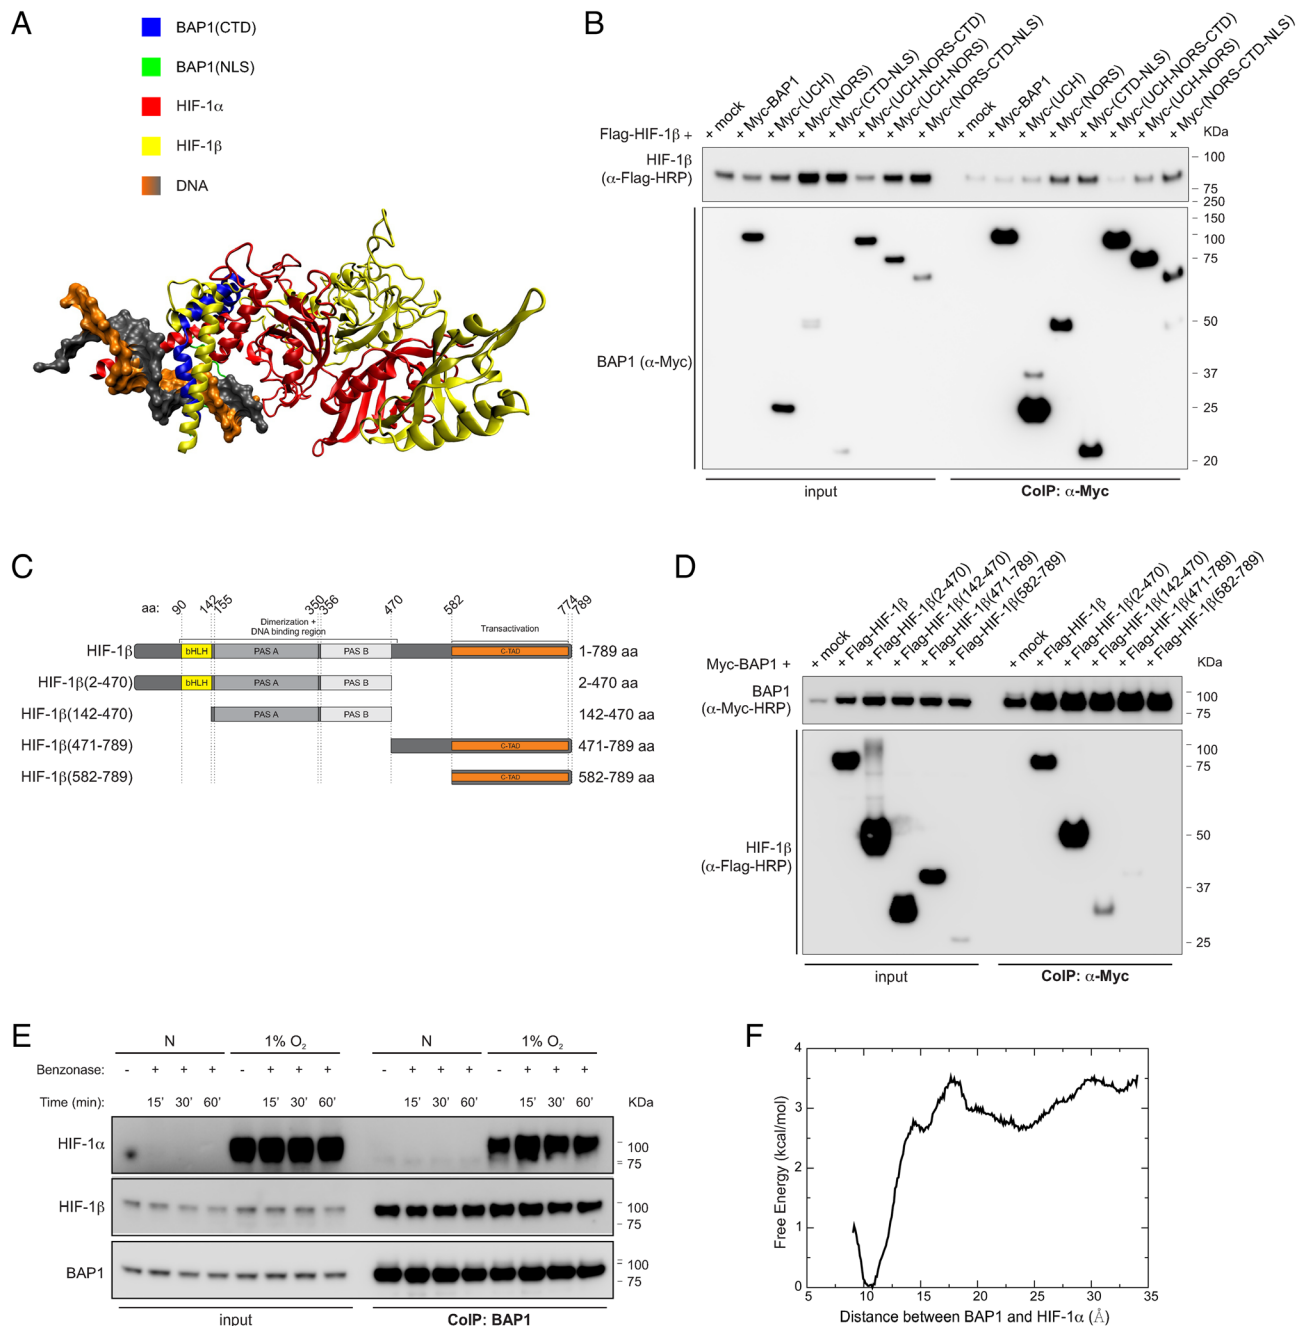 A
BAP1(CTD)
BAP1(NLS)
HIF-1α
HIF-1β
DNA
B
Flag-HIF-1β +
+ mock
+ Myc-BAP1
+ Myc-(UCH)
+ Myc-(NORS)
+ Myc-(CTD-NLS)
+ Myc-(UCH-NORS-CTD)
+ Myc-(UCH-NORS)
+ Myc-(NORS-CTD-NLS)
+ mock
+ Myc-BAP1
+ Myc-(UCH)
+ Myc-(NORS)
+ Myc-(CTD-NLS)
+ Myc-(UCH-NORS-CTD)
+ Myc-(UCH-NORS)
+ Myc-(NORS-CTD-NLS)
KDa
HIF-1β
(α-Flag-HRP)
100
75
250
150
100
75
50
37
25
20
BAP1 (α-Myc)
input
CoIP: α-Myc
C
aa: 90 142 155 350 356 470 582 774 789
Dimerization +
DNA binding region
Transactivation
HIF-1β bHLH PAS A PAS B C-TAD 1-789 aa
HIF-1β(2-470) bHLH PAS A PAS B 2-470 aa
HIF-1β(142-470) PAS A PAS B 142-470 aa
HIF-1β(471-789) C-TAD 471-789 aa
HIF-1β(582-789) C-TAD 582-789 aa
D
Myc-BAP1 +
+ mock
+ Flag-HIF-1β
+ Flag-HIF-1β(2-470)
+ Flag-HIF-1β(142-470)
+ Flag-HIF-1β(471-789)
+ Flag-HIF-1β(582-789)
+ mock
+ Flag-HIF-1β
+ Flag-HIF-1β(2-470)
+ Flag-HIF-1β(142-470)
+ Flag-HIF-1β(471-789)
+ Flag-HIF-1β(582-789)
KDa
BAP1
(α-Myc-HRP)
100
75
100
75
50
37
25
HIF-1β
(α-Flag-HRP)
input
CoIP: α-Myc
E
N 1% O2 N 1% O2
Benzonase: - + + + - + + + - + + + - + + +
Time (min): 15' 30' 60' 15' 30' 60' 15' 30' 60' 15' 30' 60' KDa
HIF-1α
100
75
HIF-1β
100
75
BAP1
100
75
input
CoIP: BAP1
F
Free Energy (kcal/mol)
4
3
2
1
0
5 10 15 20 25 30 35
Distance between BAP1 and HIF-1α (Å)